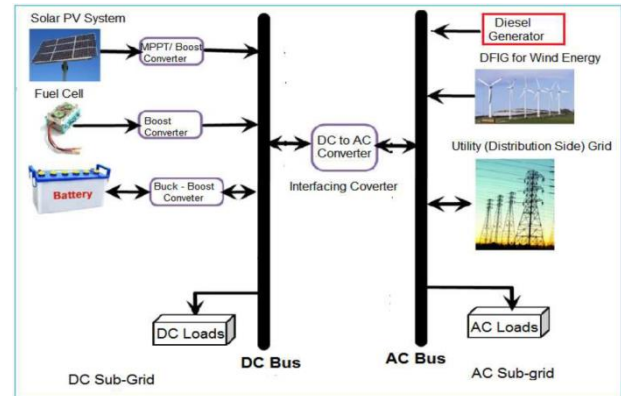 Solar PV System
MPPT/ Boost
Converter
Fuel Cell
Boost
Converter
Battery
Buck - Boost
Conveter
DC Loads
DC Bus
DC Sub-Grid
DC to AC
Converter
Interfacing Coverter
Diesel
Generator
DFIG for Wind Energy
Utility (Distribution Side) Grid
AC Loads
AC Bus
AC Sub-grid